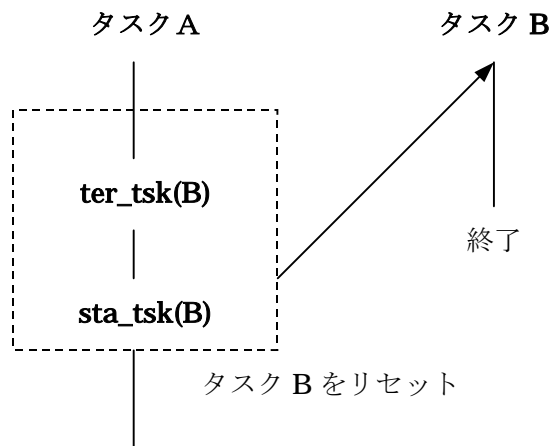 タスクA
タスク B
ter_tsk(B)
終了
sta_tsk(B)
タスク B をリセット